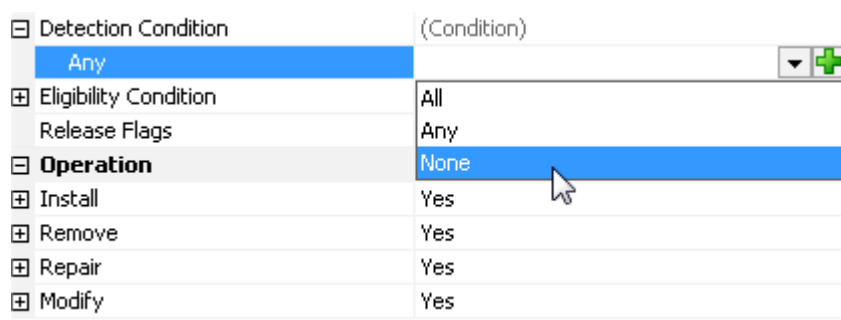 Detection Condition (Condition)
Any
Eligibility Condition All
Release Flags Any
Operation None
Install Yes
Remove Yes
Repair Yes
Modify Yes